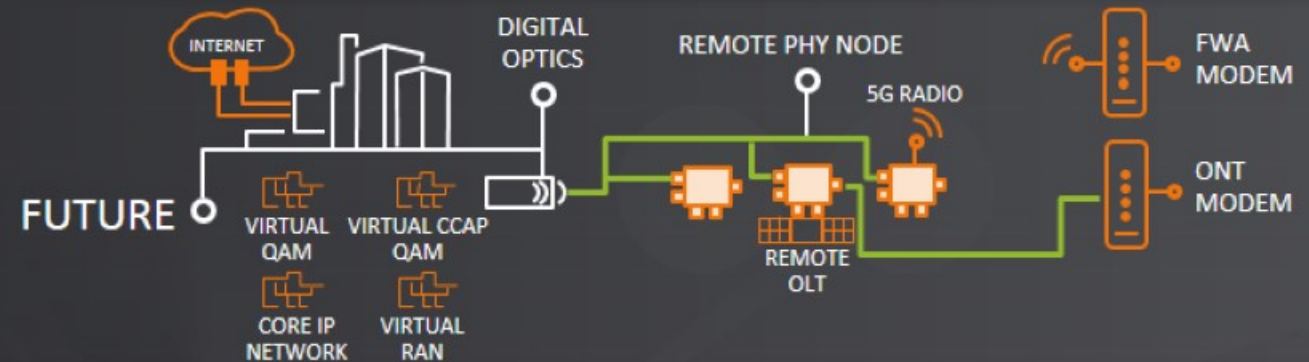 INTERNET
DIGITAL
OPTICS
REMOTE PHY NODE
5G RADIO
FWA
MODEM
ONT
MODEM
FUTURE
VIRTUAL
QAM
VIRTUAL CCAP
QAM
REMOTE
OLT
CORE IP
NETWORK
VIRTUAL
RAN